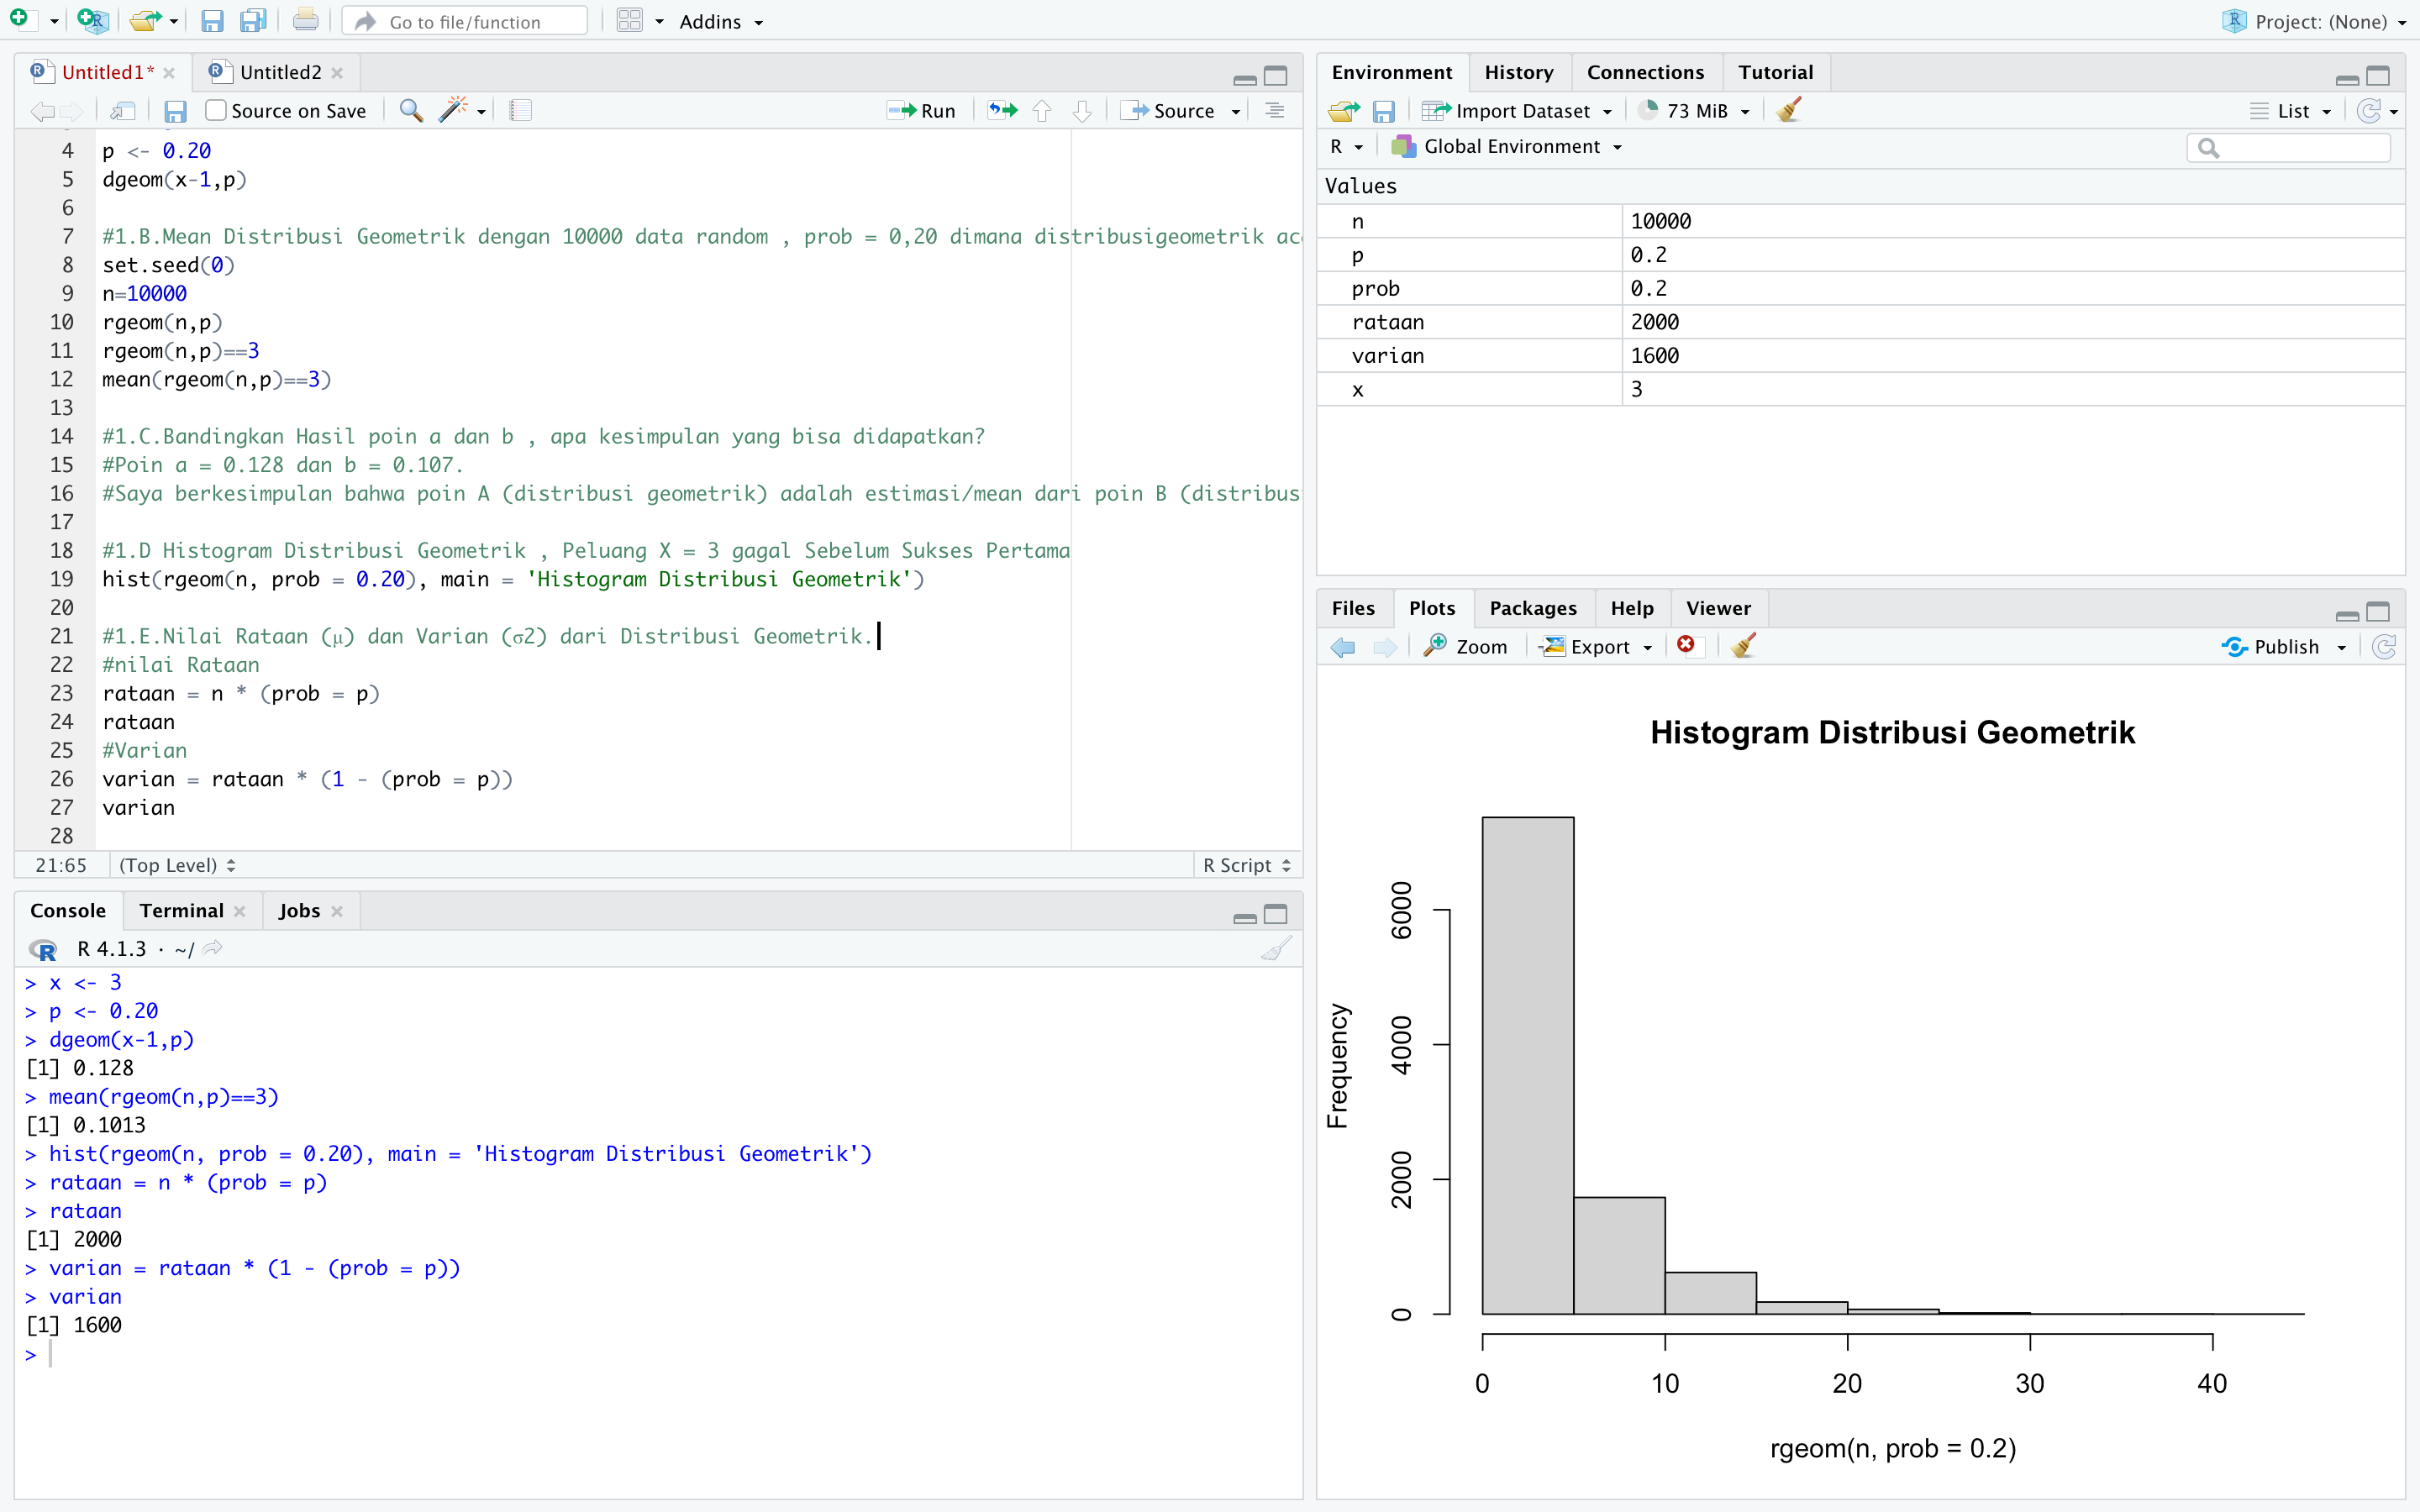 Go to file/function
Addins
Project: (None)
Untitled1*
Untitled2
Source on Save
Run
Source
4 p <- 0.20
5 dgeom(x-1,p)
6
7 #1.B.Mean Distribusi Geometrik dengan 10000 data random , prob = 0,20 dimana distribusigeometrik ac
8 set.seed(0)
9 n=10000
10 rgeom(n,p)
11 rgeom(n,p)==3
12 mean(rgeom(n,p)==3)
13
14 #1.C.Bandingkan Hasil poin a dan b , apa kesimpulan yang bisa didapatkan?
15 #Poin a = 0.128 dan b = 0.107.
16 #Saya berkesimpulan bahwa poin A (distribusi geometrik) adalah estimasi/mean dari poin B (distribus
17
18 #1.D Histogram Distribusi Geometrik , Peluang X = 3 gagal Sebelum Sukses Pertama
19 hist(rgeom(n, prob = 0.20), main = 'Histogram Distribusi Geometrik')
20
21 #1.E.Nilai Rataan (μ) dan Varian (σ2) dari Distribusi Geometrik.
22 #nilai Rataan
23 rataan = n * (prob = p)
24 rataan
25 #Varian
26 varian = rataan * (1 - (prob = p))
27 varian
28
21:65 (Top Level) R Script
Console Terminal Jobs
R 4.1.3 · ~/
> x <- 3
> p <- 0.20
> dgeom(x-1,p)
[1] 0.128
> mean(rgeom(n,p)==3)
[1] 0.1013
> hist(rgeom(n, prob = 0.20), main = 'Histogram Distribusi Geometrik')
> rataan = n * (prob = p)
> rataan
[1] 2000
> varian = rataan * (1 - (prob = p))
> varian
[1] 1600
>
Environment History Connections Tutorial
Import Dataset 73 MiB List
R Global Environment
Values
n 10000
p 0.2
prob 0.2
rataan 2000
varian 1600
x 3
Files Plots Packages Help Viewer
Zoom Export Publish
Histogram Distribusi Geometrik
Frequency
6000
4000
2000
0
0 10 20 30 40
rgeom(n, prob = 0.2)